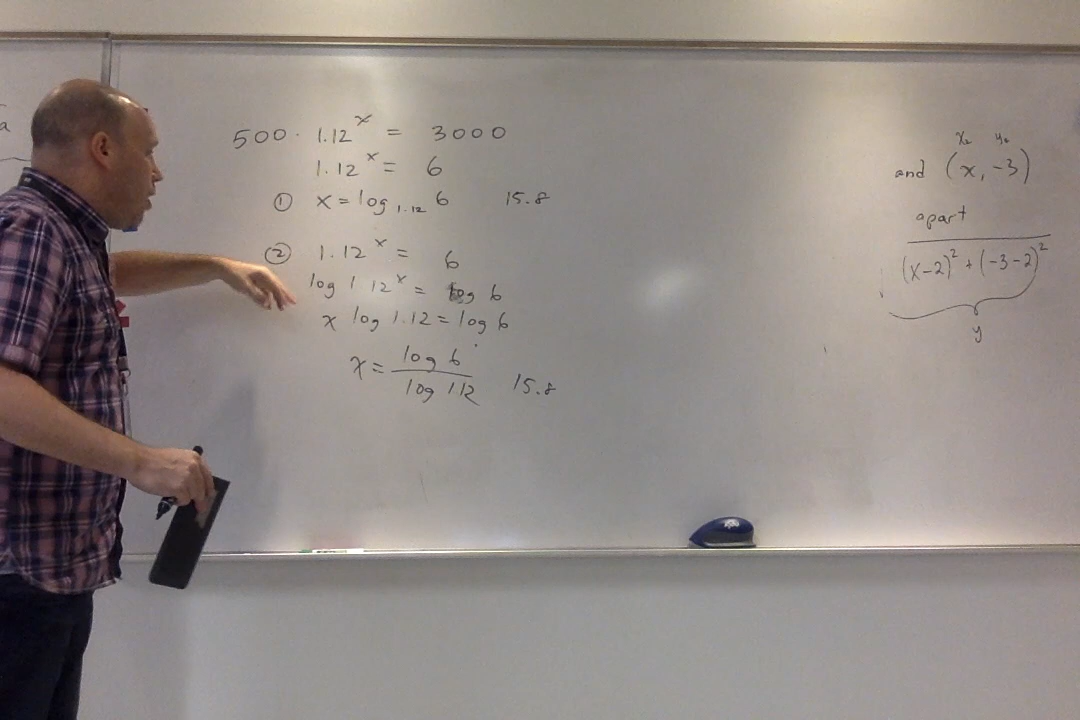 a
500 · 1.12^x = 3000
1.12^x = 6
① x = log_1.12 6 15.8
② 1.12^x = 6
log 1.12^x = log 6
x log 1.12 = log 6
x = log 6 / log 1.12 15.8
x₂ y₂
and (x, -3)
apart
(x-2)² + (-3-2)²
y